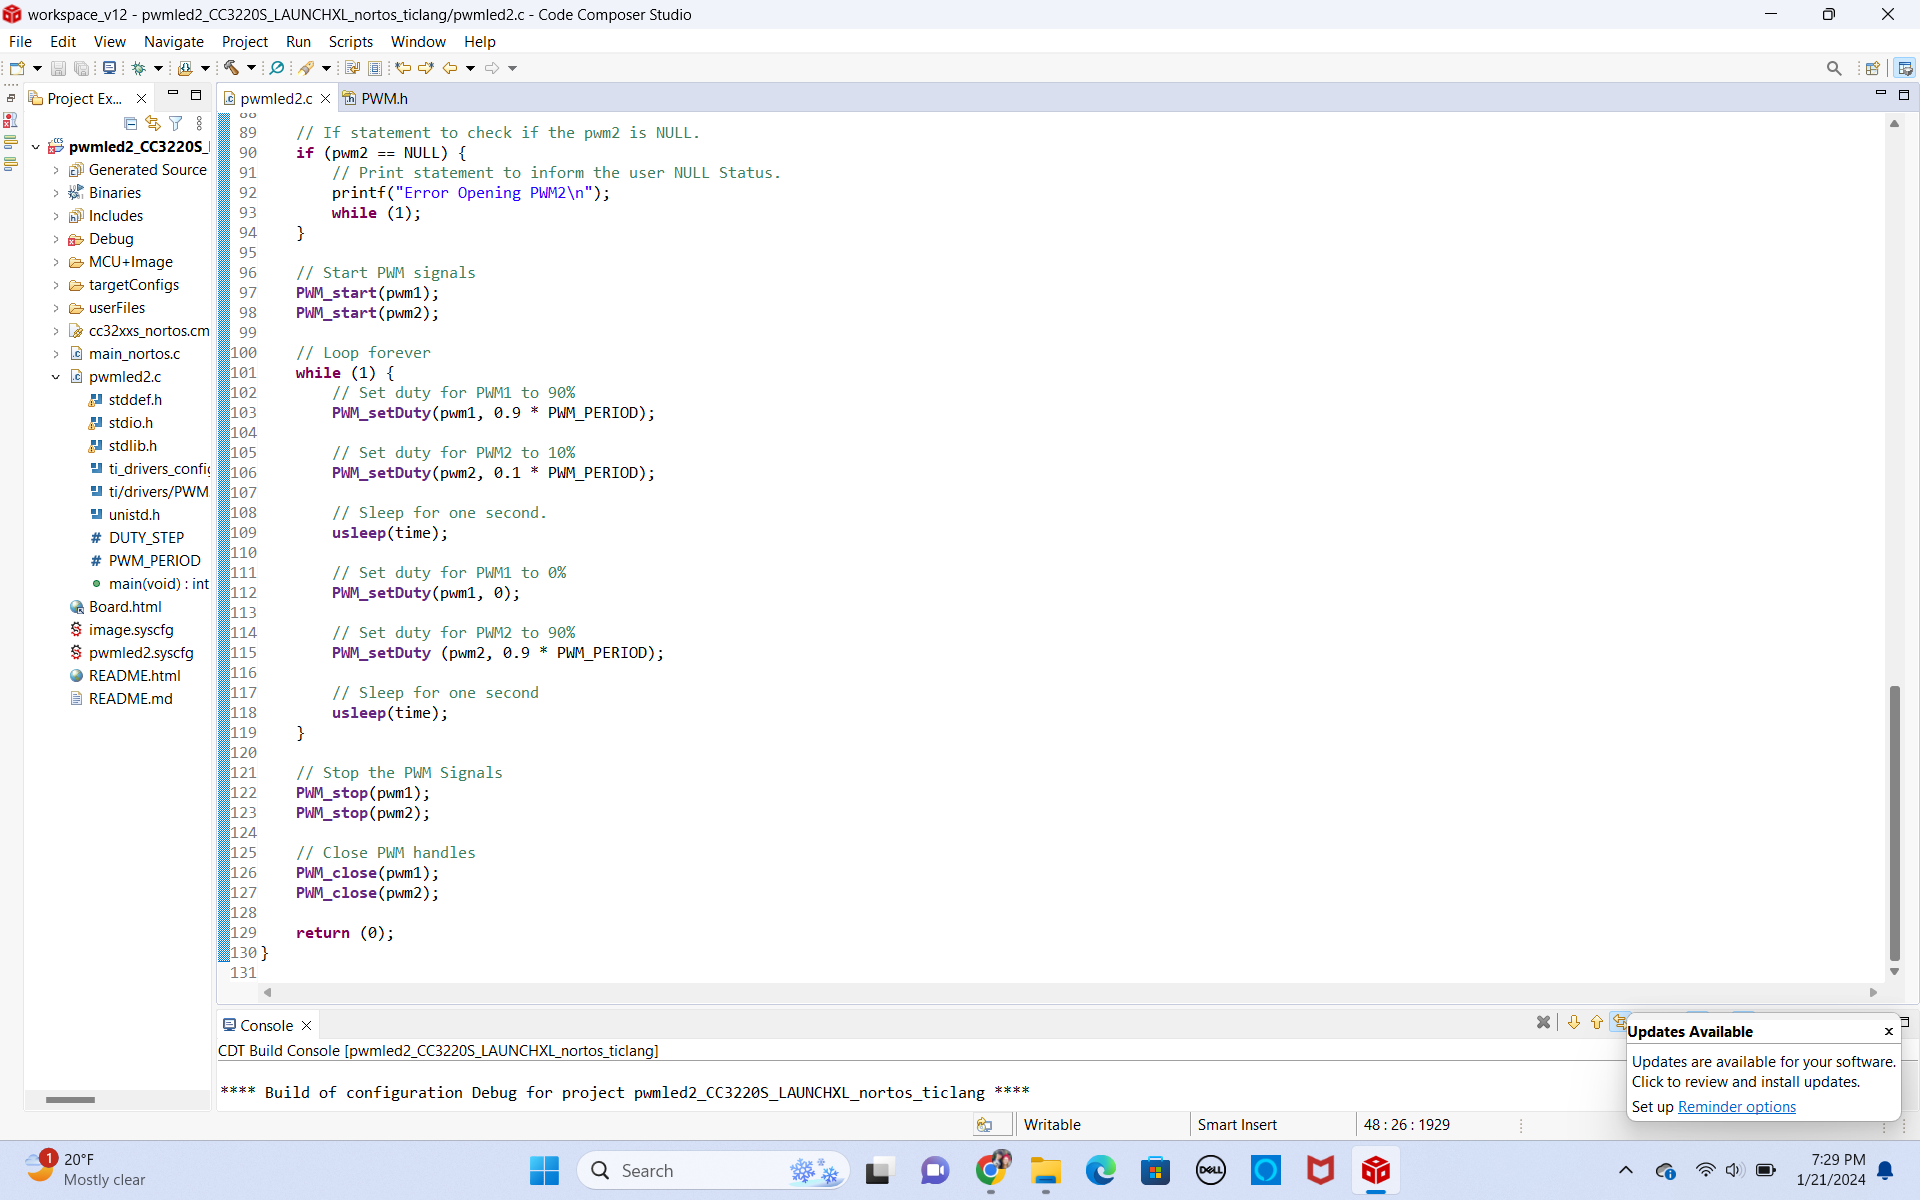 workspace_v12 - pwmled2_CC3220S_LAUNCHXL_nortos_ticlang/pwmled2.c - Code Composer Studio
File Edit View Navigate Project Run Scripts Window Help
Project Ex...
pwmled2_CC3220S_
Generated Source
Binaries
Includes
Debug
MCU+Image
targetConfigs
userFiles
cc32xxs_nortos.cm
main_nortos.c
pwmled2.c
stddef.h
stdio.h
stdlib.h
ti_drivers_config
ti/drivers/PWM
unistd.h
DUTY_STEP
PWM_PERIOD
main(void) : int
Board.html
image.syscfg
pwmled2.syscfg
README.html
README.md
pwmled2.c PWM.h
88
89 // If statement to check if the pwm2 is NULL.
90 if (pwm2 == NULL) {
91 // Print statement to inform the user NULL Status.
92 printf("Error Opening PWM2\n");
93 while (1);
94 }
95
96 // Start PWM signals
97 PWM_start(pwm1);
98 PWM_start(pwm2);
99
100 // Loop forever
101 while (1) {
102 // Set duty for PWM1 to 90%
103 PWM_setDuty(pwm1, 0.9 * PWM_PERIOD);
104
105 // Set duty for PWM2 to 10%
106 PWM_setDuty(pwm2, 0.1 * PWM_PERIOD);
107
108 // Sleep for one second.
109 usleep(time);
110
111 // Set duty for PWM1 to 0%
112 PWM_setDuty(pwm1, 0);
113
114 // Set duty for PWM2 to 90%
115 PWM_setDuty (pwm2, 0.9 * PWM_PERIOD);
116
117 // Sleep for one second
118 usleep(time);
119 }
120
121 // Stop the PWM Signals
122 PWM_stop(pwm1);
123 PWM_stop(pwm2);
124
125 // Close PWM handles
126 PWM_close(pwm1);
127 PWM_close(pwm2);
128
129 return (0);
130 }
131
Console
CDT Build Console [pwmled2_CC3220S_LAUNCHXL_nortos_ticlang]
**** Build of configuration Debug for project pwmled2_CC3220S_LAUNCHXL_nortos_ticlang ****
Updates Available
Updates are available for your software.
Click to review and install updates.
Set up Reminder options
Writable Smart Insert 48 : 26 : 1929
1
20°F
Mostly clear
Search
DELL
7:29 PM
1/21/2024